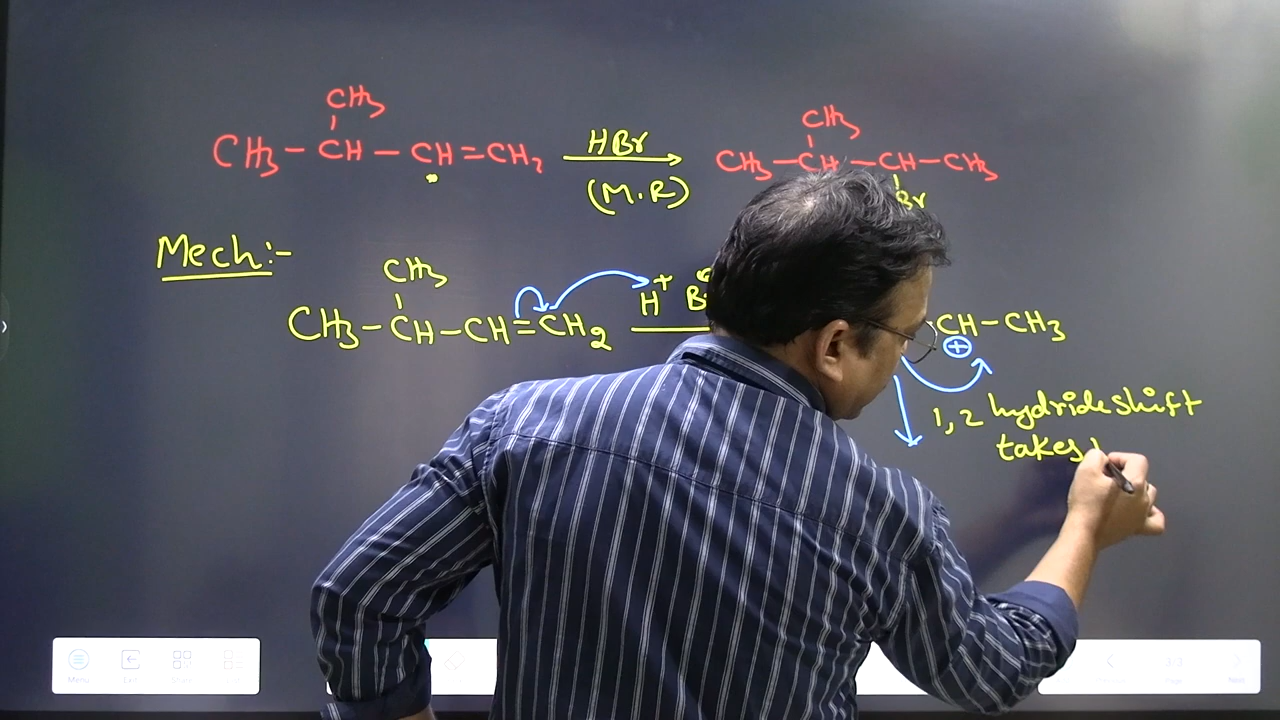 CH3 CH3
CH3 – CH – CH = CH2 HBr CH3 – CH – CH – CH3
(M.R) Br
Mech:-
CH3
CH3 – CH – CH = CH2 H+ CH – CH3
⊕
1,2 hydride shift
takes
Menu